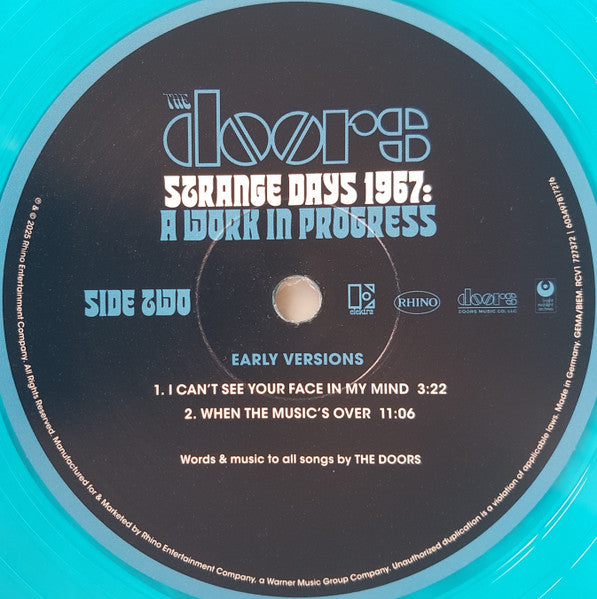 THE
doors
STRANGE DAYS 1967:
A WORK IN PROGRESS
SIDE TWO
elektra
RHINO
doors
DOORS MUSIC CO. LLC
EARLY VERSIONS
1. I CAN'T SEE YOUR FACE IN MY MIND 3:22
2. WHEN THE MUSIC'S OVER 11:06
Words & music to all songs by THE DOORS
℗ & © 2025 Rhino Entertainment Company. All Rights Reserved. Manufactured for & Marketed by Rhino Entertainment Company, a Warner Music Group Company. Unauthorized duplication is a violation of applicable laws. Made in Germany. GEMA/BIEM. RCV1 727372 | 603497817276